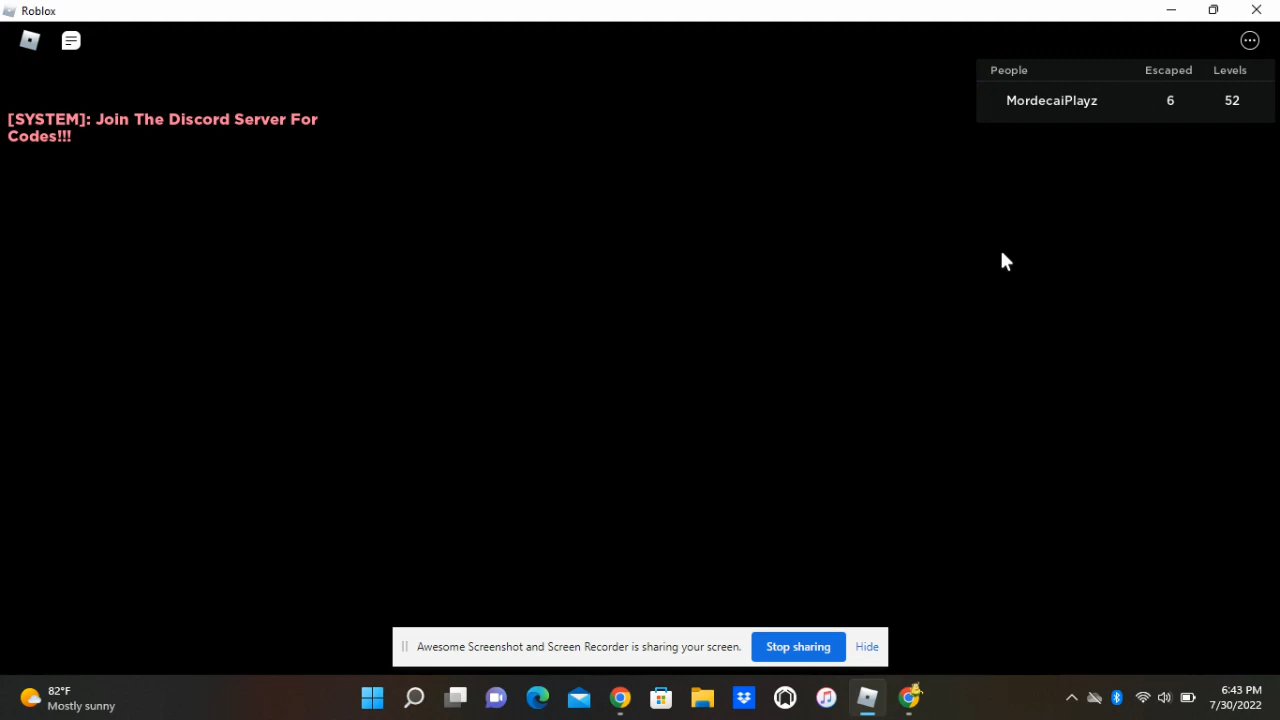 Roblox
People Escaped Levels
MordecaiPlayz 6 52
[SYSTEM]: Join The Discord Server For
Codes!!!
Awesome Screenshot and Screen Recorder is sharing your screen.
Stop sharing
Hide
82°F
Mostly sunny
6:43 PM
7/30/2022